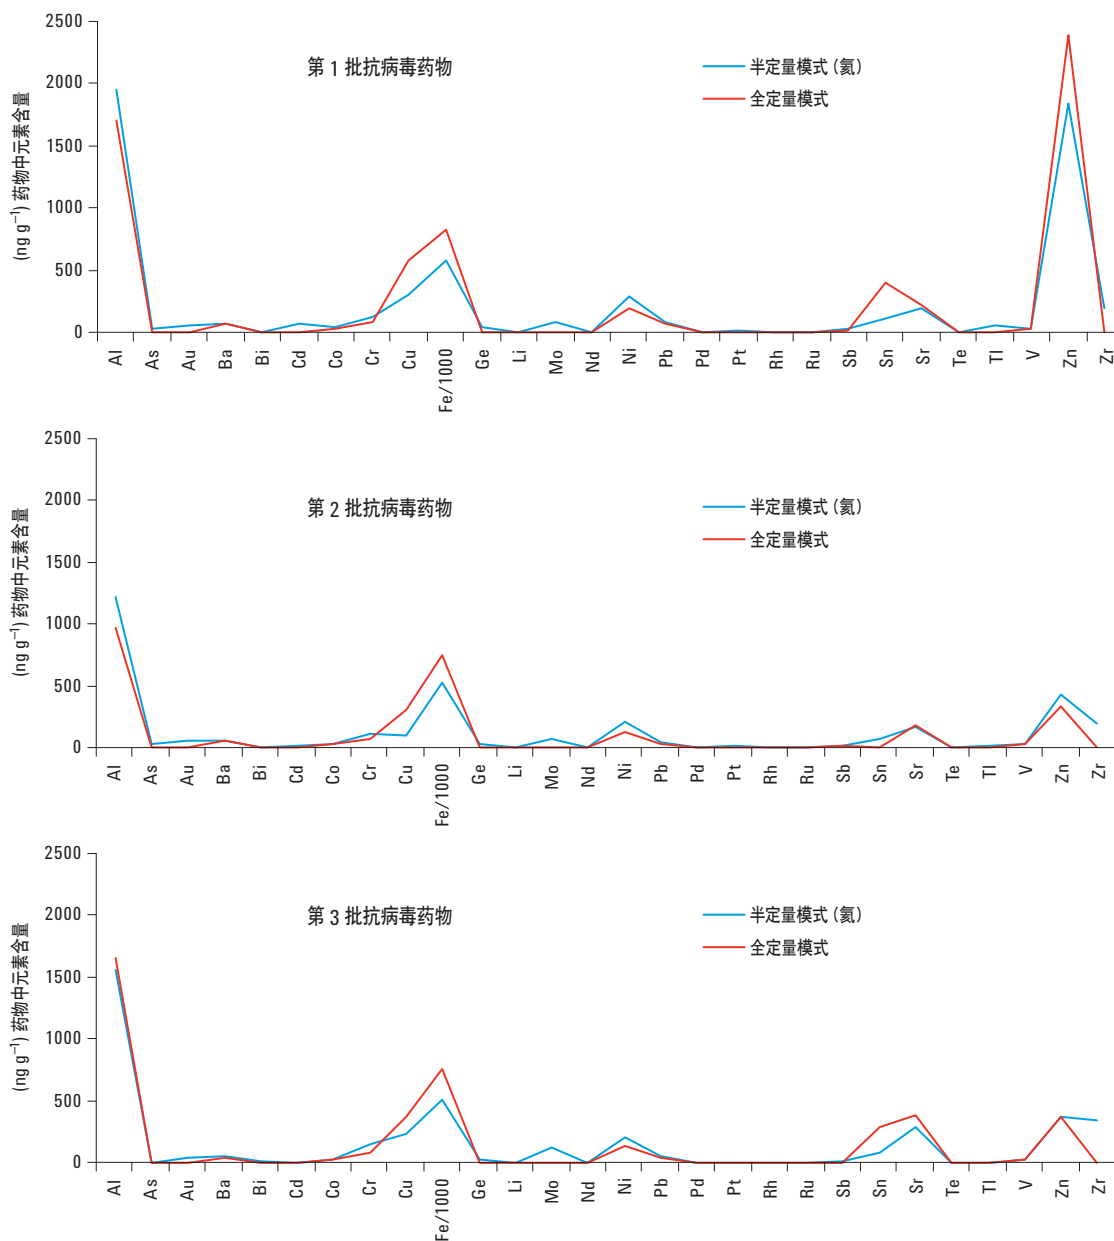 2500
2000
1500
1000
500
0
(ng g⁻¹) 药物中元素含量
第 1 批抗病毒药物
半定量模式 (氦)
全定量模式
Al As Au Ba Bi Cd Co Cr Cu Fe/1000 Ge Li Mo Nd Ni Pb Pd Pt Rh Ru Sb Sn Sr Te Tl V Zn Zr
2500
2000
1500
1000
500
0
(ng g⁻¹) 药物中元素含量
第 2 批抗病毒药物
半定量模式 (氦)
全定量模式
Al As Au Ba Bi Cd Co Cr Cu Fe/1000 Ge Li Mo Nd Ni Pb Pd Pt Rh Ru Sb Sn Sr Te Tl V Zn Zr
2500
2000
1500
1000
500
0
(ng g⁻¹) 药物中元素含量
第 3 批抗病毒药物
半定量模式 (氦)
全定量模式
Al As Au Ba Bi Cd Co Cr Cu Fe/1000 Ge Li Mo Nd Ni Pb Pd Pt Rh Ru Sb Sn Sr Te Tl V Zn Zr